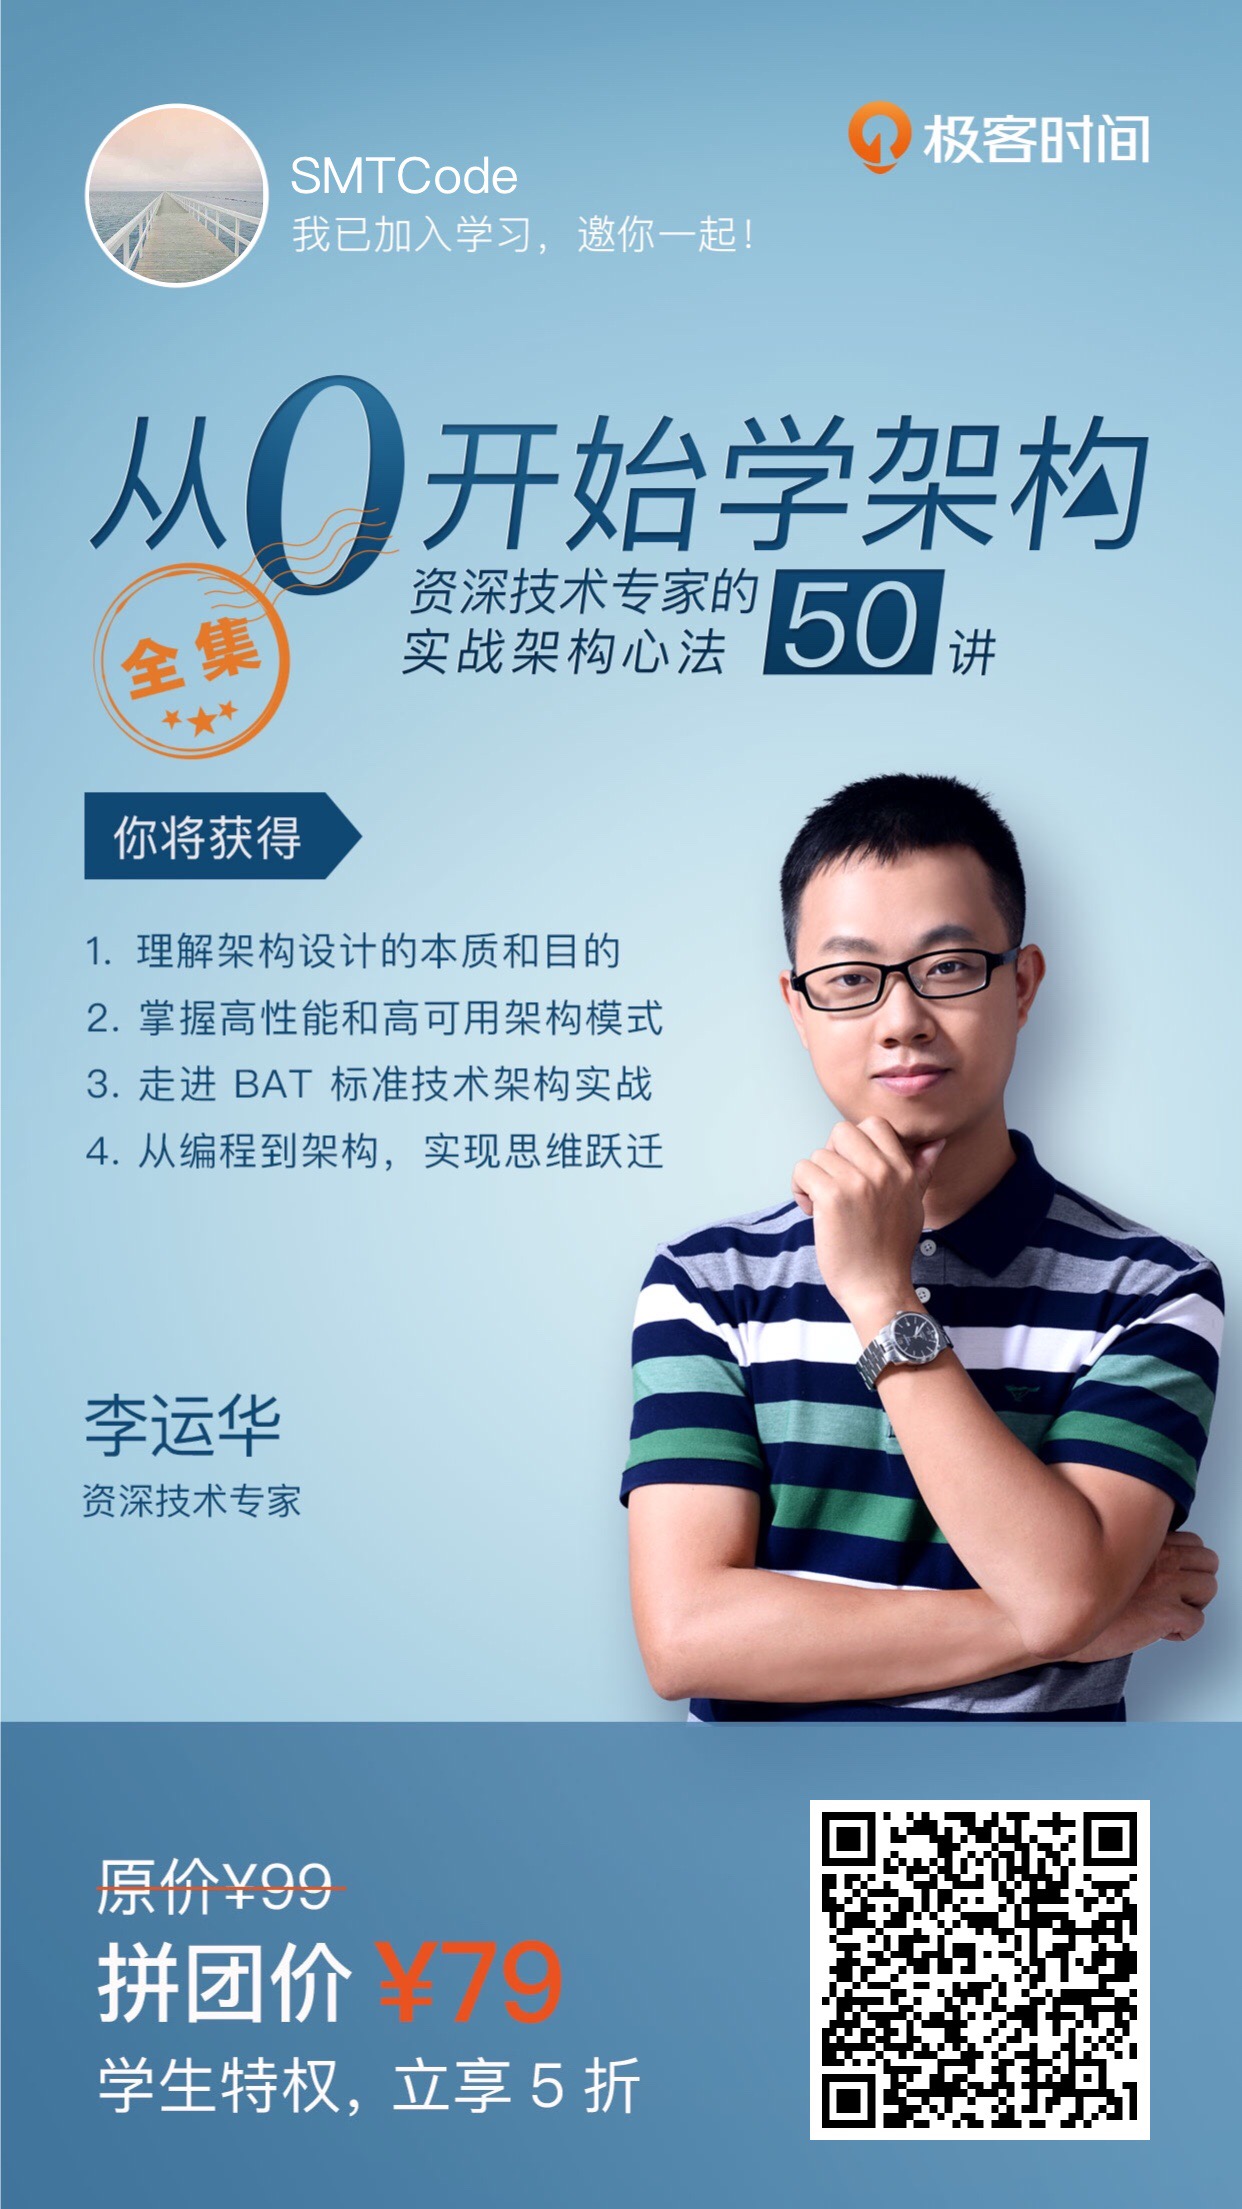 极客时间
SMTCode
我已加入学习，邀你一起！
从0开始学架构
资深技术专家的
实战架构心法 50 讲
全集
你将获得
1. 理解架构设计的本质和目的
2. 掌握高性能和高可用架构模式
3. 走进 BAT 标准技术架构实战
4. 从编程到架构，实现思维跃迁
李运华
资深技术专家
原价¥99
拼团价 ¥79
学生特权，立享 5 折